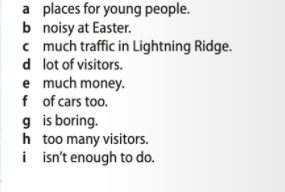 a places for young people.
b noisy at Easter.
c much traffic in Lightning Ridge.
d lot of visitors.
e much money.
f of cars too.
g is boring.
h too many visitors.
i isn't enough to do.